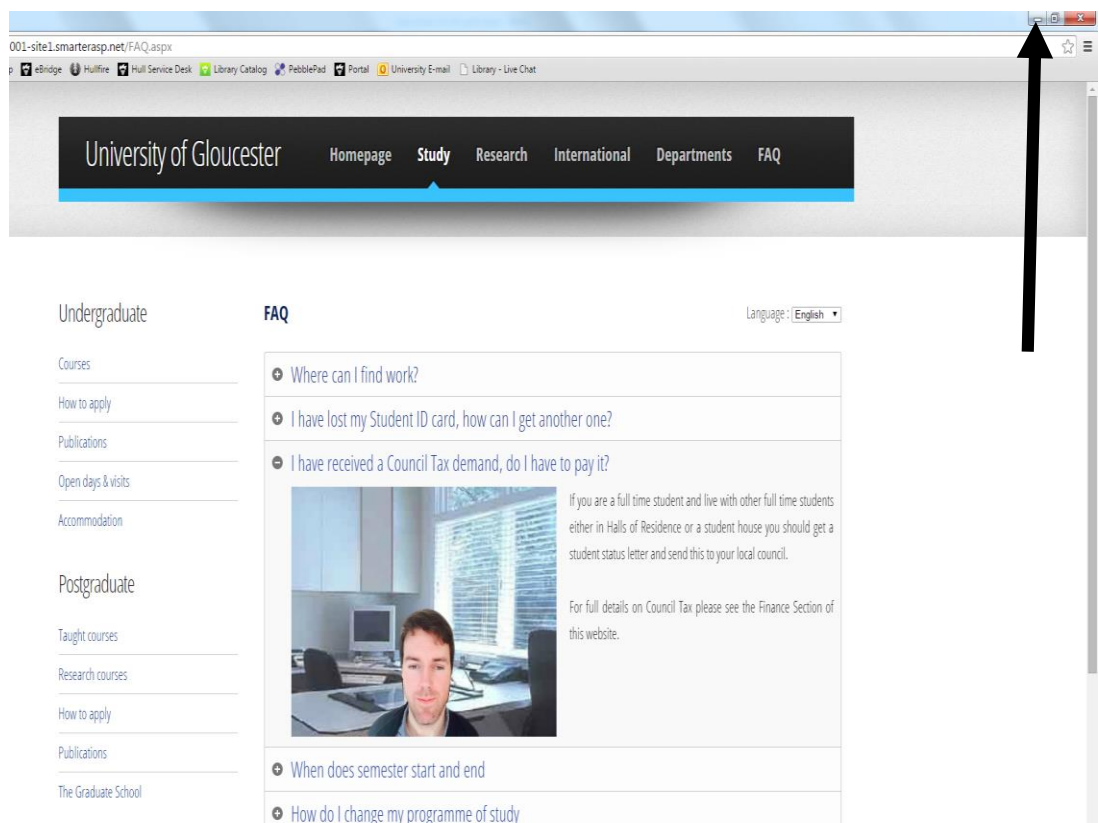 001-site1.smarterasp.net/FAQ.aspx
p eBridge Hullfire Hull Service Desk Library Catalog PebblePad Portal University E-mail Library - Live Chat
University of Gloucester Homepage Study Research International Departments FAQ
Undergraduate
Courses
How to apply
Publications
Open days & visits
Accommodation
Postgraduate
Taught courses
Research courses
How to apply
Publications
The Graduate School
FAQ
Language : English
Where can I find work?
I have lost my Student ID card, how can I get another one?
I have received a Council Tax demand, do I have to pay it?
If you are a full time student and live with other full time students
either in Halls of Residence or a student house you should get a
student status letter and send this to your local council.
For full details on Council Tax please see the Finance Section of
this website.
When does semester start and end
How do I change my programme of study